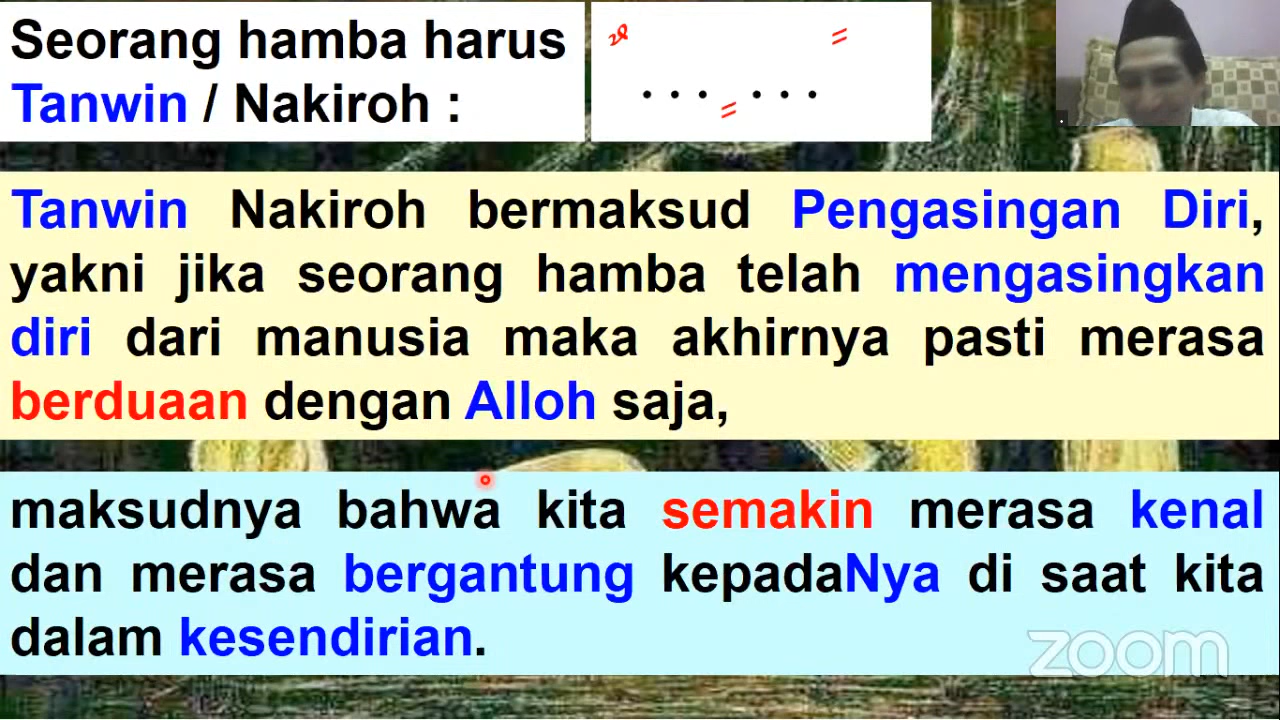 Seorang hamba harus
Tanwin / Nakiroh :
ـٌ ـً
. . . . . .
ـٍ
Tanwin Nakiroh bermaksud Pengasingan Diri,
yakni jika seorang hamba telah mengasingkan
diri dari manusia maka akhirnya pasti merasa
berduaan dengan Alloh saja,
maksudnya bahwa kita semakin merasa kenal
dan merasa bergantung kepadaNya di saat kita
dalam kesendirian.
zoom